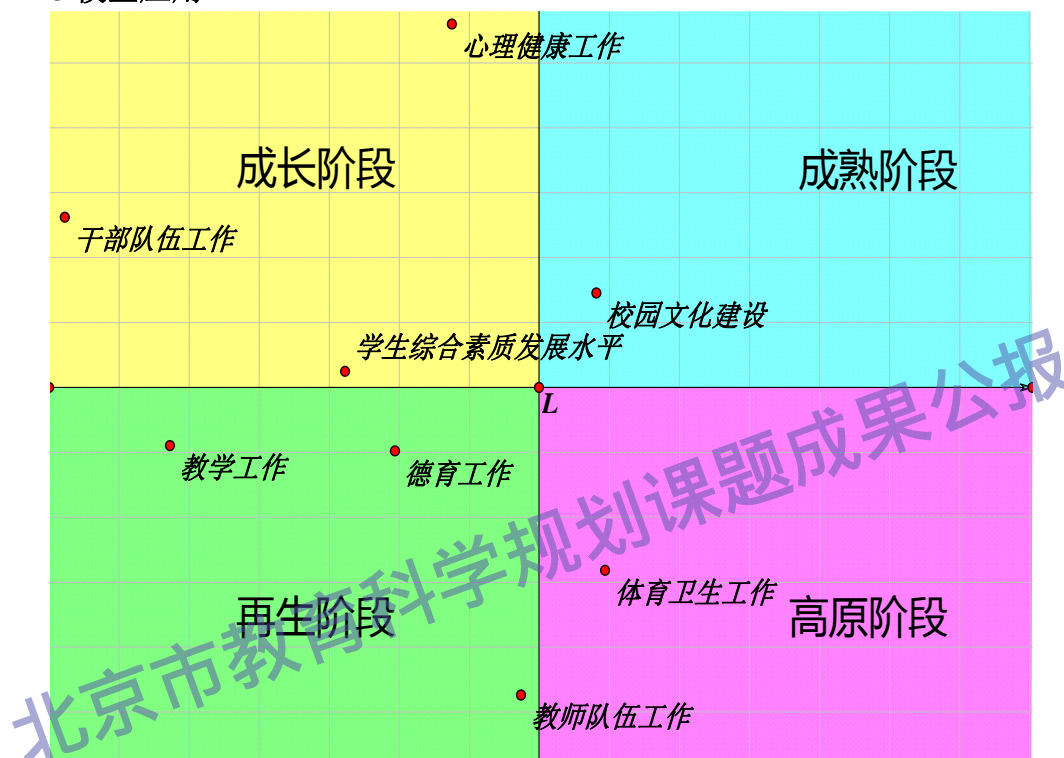 心理健康工作
成长阶段
成熟阶段
干部队伍工作
校园文化建设
学生综合素质发展水平
L
教学工作
德育工作
体育卫生工作
再生阶段
高原阶段
教师队伍工作
北京市教育科学规划课题成果公报